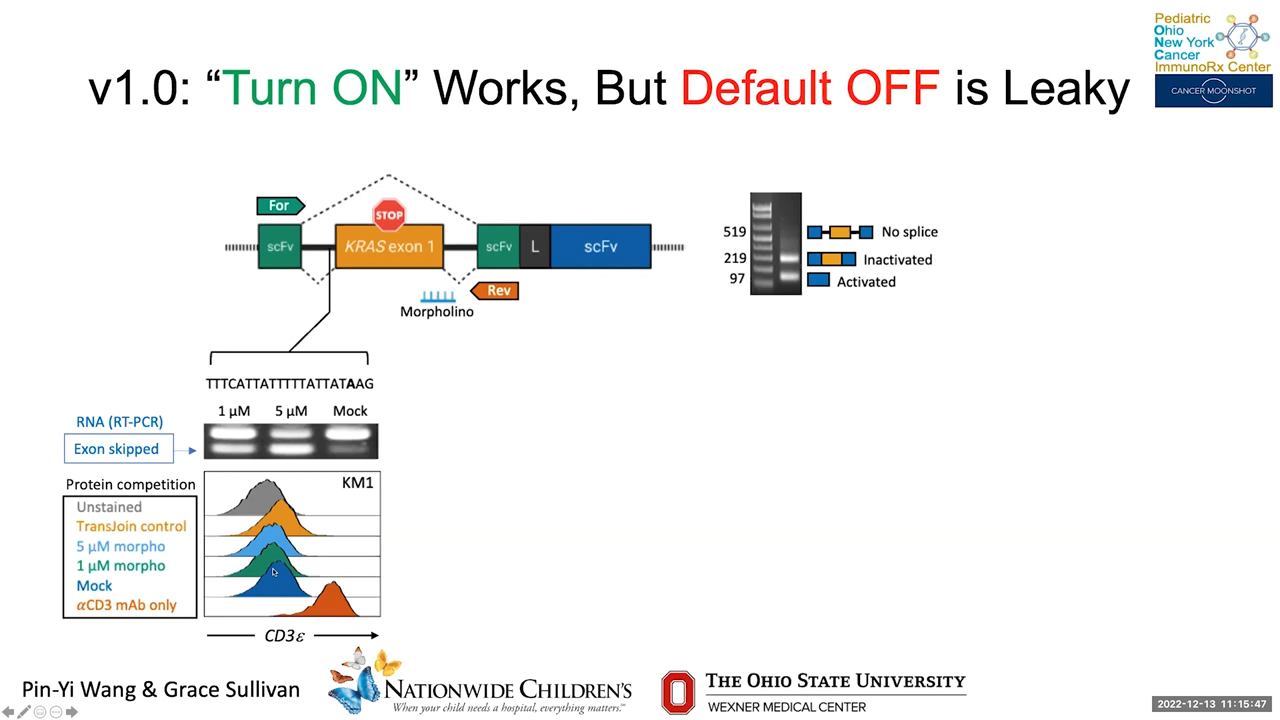 Pediatric
Ohio
New York
Cancer
ImmunoRx Center
CANCER MOONSHOT
v1.0: “Turn ON” Works, But Default OFF is Leaky
For
STOP
scFv
KRAS exon 1
scFv
L
scFv
Rev
Morpholino
519
No splice
219
Inactivated
97
Activated
TTTCATTATTTTTATTATAAG
1 µM 5 µM Mock
RNA (RT-PCR)
Exon skipped
Protein competition
Unstained
TransJoin control
5 µM morpho
1 µM morpho
Mock
αCD3 mAb only
KM1
CD3ε
Pin-Yi Wang & Grace Sullivan
NATIONWIDE CHILDREN'S
When your child needs a hospital, everything matters.℠
THE OHIO STATE UNIVERSITY
WEXNER MEDICAL CENTER
2022-12-13 11:15:47